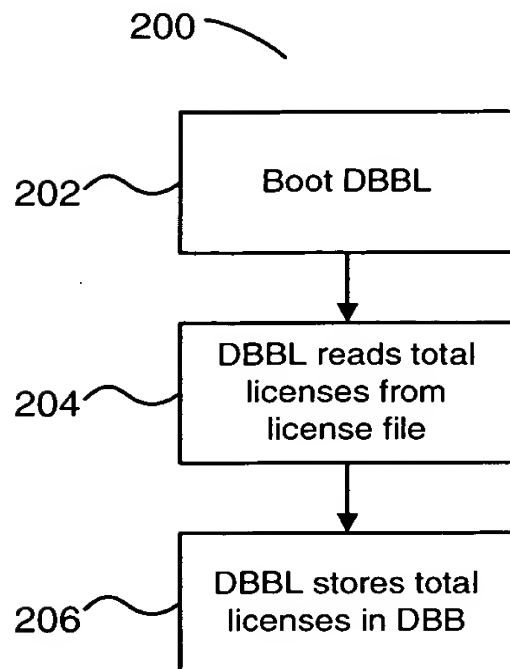 200
202
Boot DBBL
204
DBBL reads total
licenses from
license file
206
DBBL stores total
licenses in DBB